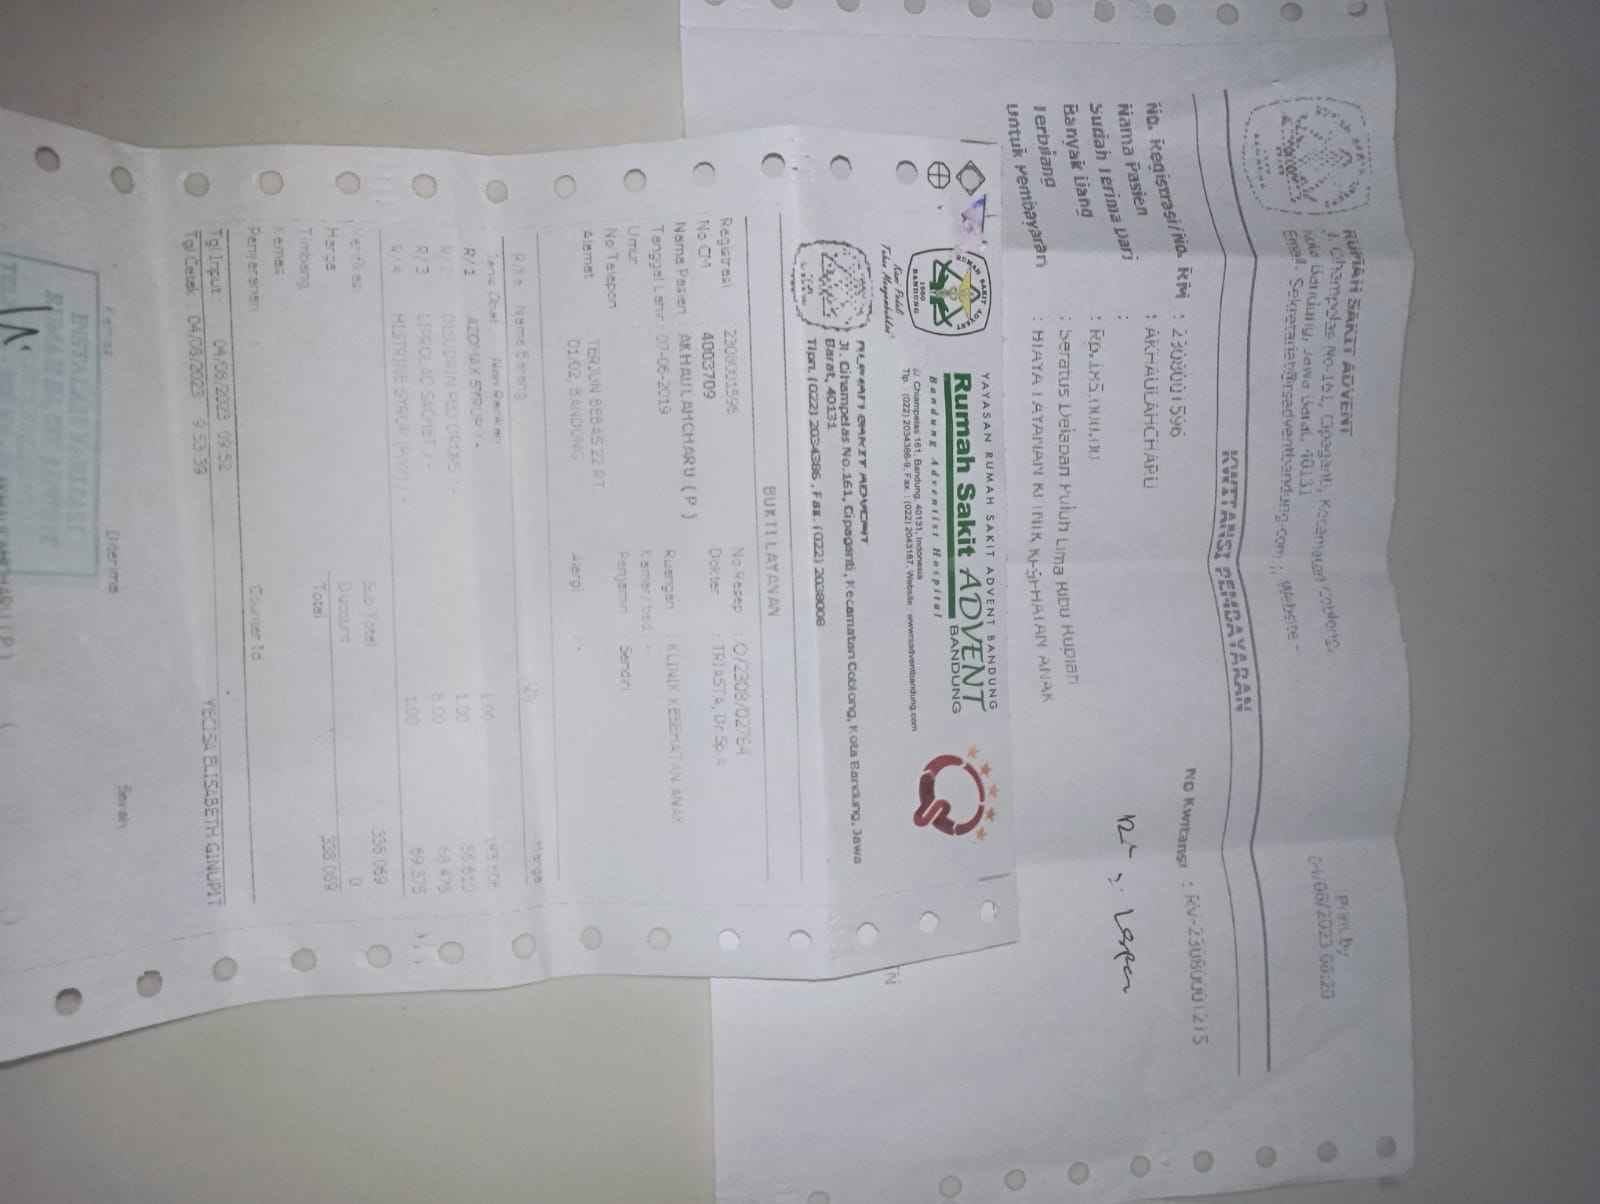 RUMAH SAKIT ADVENT
Jl. Cihampelas No.161, Cipaganti, Kecamatan Coblong,
Kota Bandung, Jawa Barat, 40131
Email. Sekretariat@rsadventbandung.com ;, Website -
Print by
04/08/2023 08:20
KWITANSI PEMBAYARAN
No. Registrasi/No. RM : 2308001596
No Kwitansi : RV-23080001215
Nama Pasien : AKHAULAHCHARU
Sudah Terima Dari :
Banyak Uang : Rp.185,000.00
Terbilang : Seratus Delapan Puluh Lima Ribu Rupiah
Untuk Pembayaran : BIAYA LAYANAN KLINIK KESEHATAN ANAK
RUMAH SAKIT ADVENT
1950
BANDUNG
Kami Peduli
Tuhan Menyembuhkan
YAYASAN RUMAH SAKIT ADVENT BANDUNG
Rumah Sakit ADVENT
BANDUNG
Bandung Adventist Hospital
Jl. Chiampelas 161, Bandung, 40131, Indonesia
Tlp. : (022) 2034386-9, Fax. : (022) 2043167, Website : wwwrsadventbandung.com
RUMAH SAKIT ADVENT
Jl. Cihampelas No.161, Cipaganti, Kecamatan Coblong, Kota Bandung, Jawa
Barat, 40131
Tlpn. (022) 2034386 , Fax. (022) 2038008
BUKTI LAYANAN
Registrasi : 2308001596
No CM : 4003709
Nama Pasien : AKHAULAHCHARU ( P )
Tanggal Lahir : 07-06-2019
Umur :
No Telepon :
Alamat : TERJUN BEBAS 22 RT
01/02, BANDUNG
No Resep : O/2308/02764
Dokter : TRIASTA, Dr.Sp.A
Ruangan : KLINIK KESEHATAN ANAK
Kamar/ bed : -
Penjamin : Sendiri
Alergi : -
R/Ke Nama Barang Qty Harga
Jenis Obat Non Racikan
R/ 1 AZOMAX SYRUP / - 1.00 143.606
R/ 2 DISUDRIN PED DROPS / - 1.00 56.610
R/ 3 LIPROLAC SACHET / - 6.00 68.478
R/ 4 HISTRINE SYRUP (P,W) / - 1.00 69.375
Verifikasi
Harga
Timbang
Kemas
Penyerahan
Sub Total 338.069
Discount 0
Total 338.069
Counter Id
Tgl Input : 04/08/2023 09:52
Tgl Cetak : 04/08/2023 9:53:39
YECISA ELISABETH GINUPIT
Kemas Diterima Serah
INSTALASI FARMASI
RUMAH SAKIT ADVENT
AKHAULAHCHARU ( P )